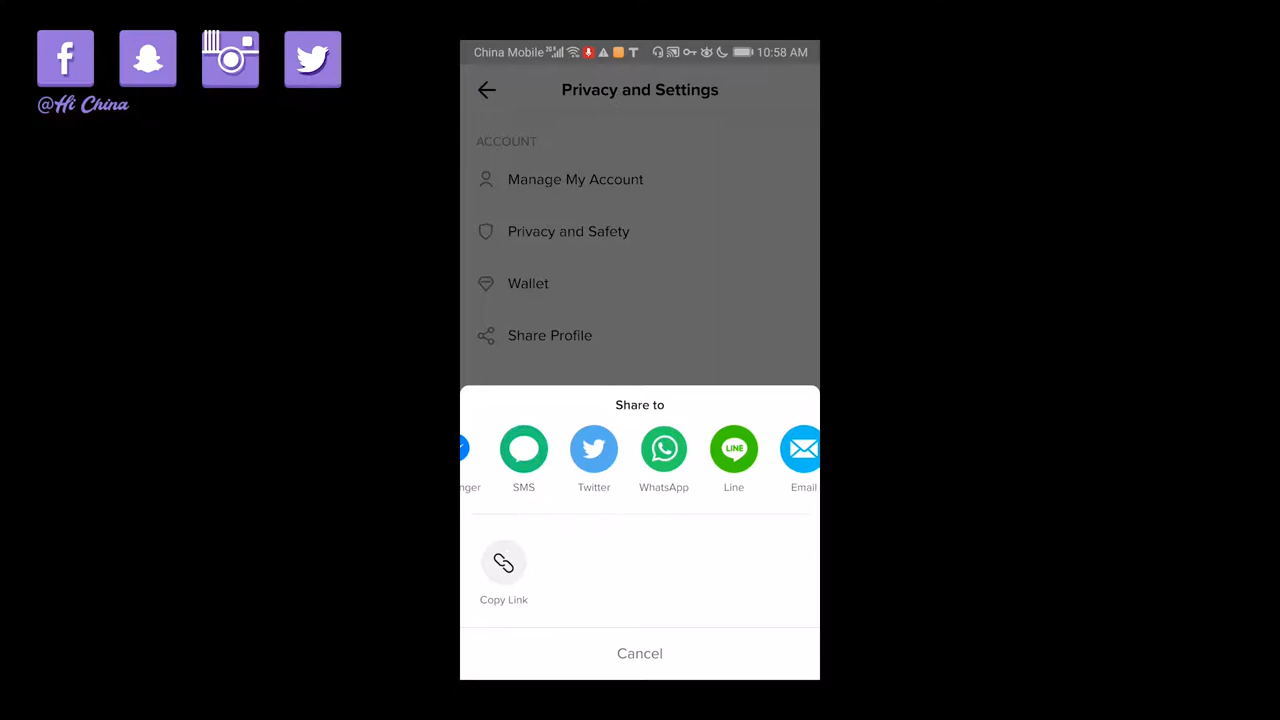 @Hi China
China Mobile 10:58 AM
Privacy and Settings
ACCOUNT
Manage My Account
Privacy and Safety
Wallet
Share Profile
Share to
nger SMS Twitter WhatsApp LINE Line Email
Copy Link
Cancel